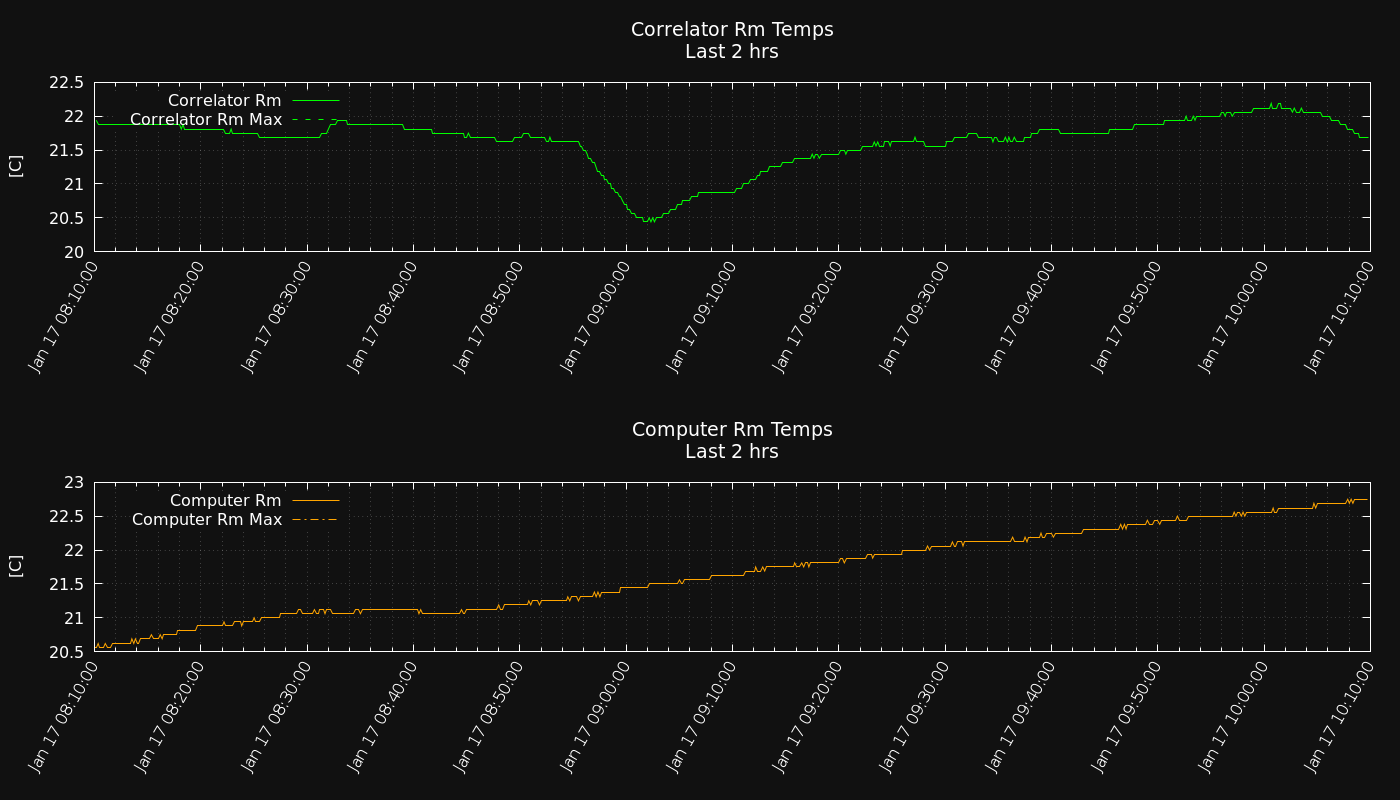 Correlator Rm Temps
Last 2 hrs
22.5
22
21.5
21
20.5
20
[C]
Correlator Rm
Correlator Rm Max
Jan 17 08:10:00
Jan 17 08:20:00
Jan 17 08:30:00
Jan 17 08:40:00
Jan 17 08:50:00
Jan 17 09:00:00
Jan 17 09:10:00
Jan 17 09:20:00
Jan 17 09:30:00
Jan 17 09:40:00
Jan 17 09:50:00
Jan 17 10:00:00
Jan 17 10:10:00
Computer Rm Temps
Last 2 hrs
23
22.5
22
21.5
21
20.5
[C]
Computer Rm
Computer Rm Max
Jan 17 08:10:00
Jan 17 08:20:00
Jan 17 08:30:00
Jan 17 08:40:00
Jan 17 08:50:00
Jan 17 09:00:00
Jan 17 09:10:00
Jan 17 09:20:00
Jan 17 09:30:00
Jan 17 09:40:00
Jan 17 09:50:00
Jan 17 10:00:00
Jan 17 10:10:00